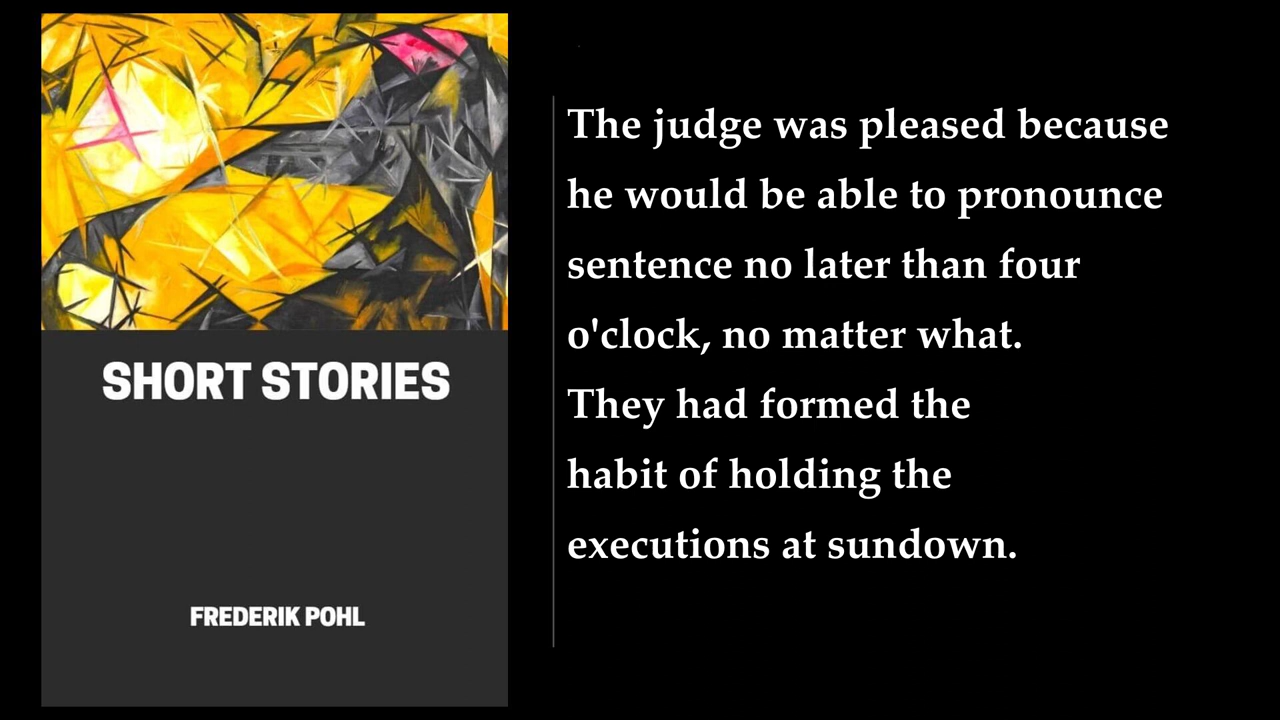 SHORT STORIES
FREDERIK POHL
The judge was pleased because
he would be able to pronounce
sentence no later than four
o'clock, no matter what.
They had formed the
habit of holding the
executions at sundown.